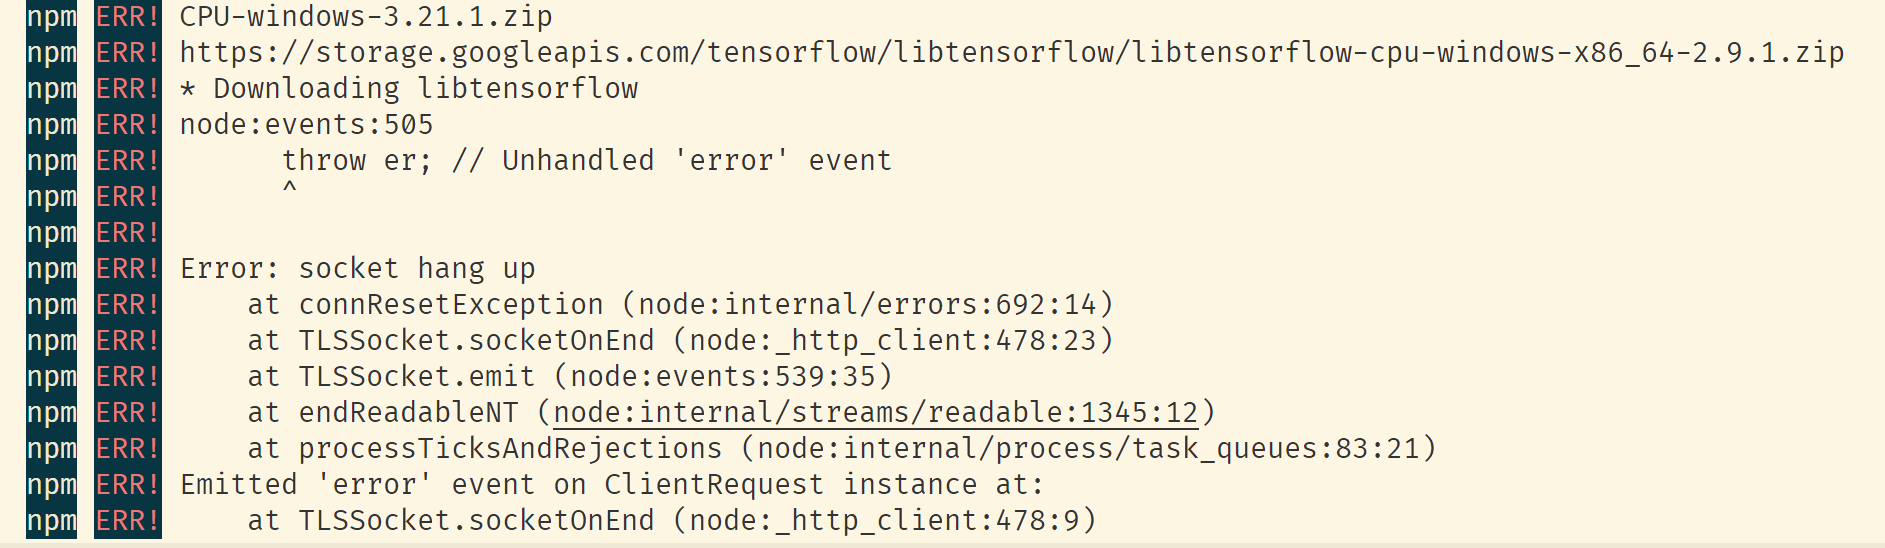 npm ERR! CPU-windows-3.21.1.zip
npm ERR! https://storage.googleapis.com/tensorflow/libtensorflow/libtensorflow-cpu-windows-x86_64-2.9.1.zip
npm ERR! * Downloading libtensorflow
npm ERR! node:events:505
npm ERR!       throw er; // Unhandled 'error' event
npm ERR!       ^
npm ERR!
npm ERR! Error: socket hang up
npm ERR!     at connResetException (node:internal/errors:692:14)
npm ERR!     at TLSSocket.socketOnEnd (node:_http_client:478:23)
npm ERR!     at TLSSocket.emit (node:events:539:35)
npm ERR!     at endReadableNT (node:internal/streams/readable:1345:12)
npm ERR!     at processTicksAndRejections (node:internal/process/task_queues:83:21)
npm ERR! Emitted 'error' event on ClientRequest instance at:
npm ERR!     at TLSSocket.socketOnEnd (node:_http_client:478:9)